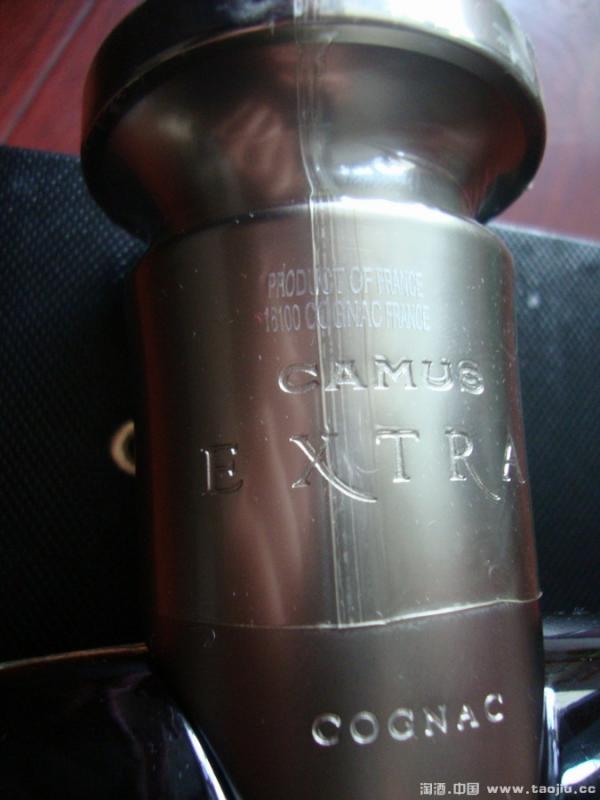 PRODUCT OF FRANCE
16100 COGNAC FRANCE
CAMUS
EXTRA
COGNAC
淘酒.中国 www.taojiu.cc